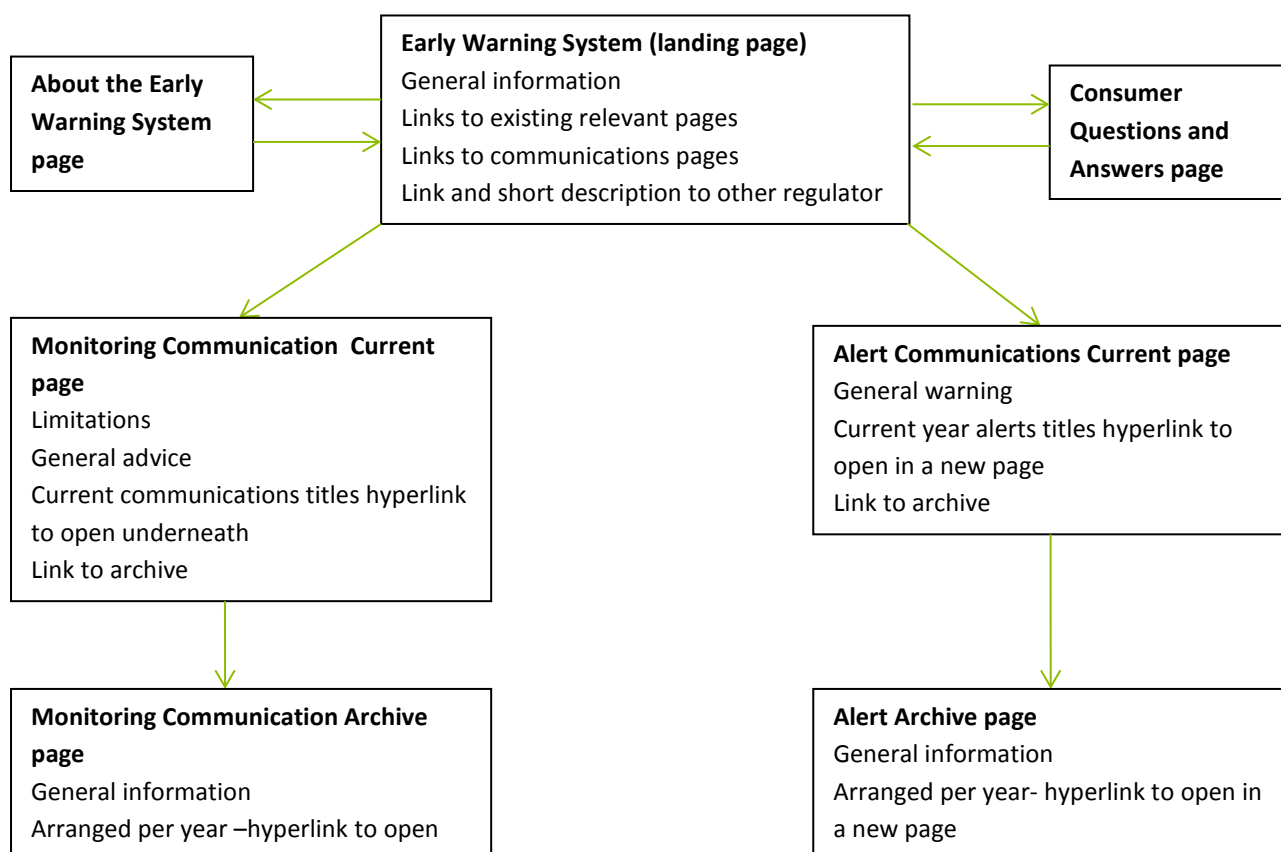 Early Warning System (landing page)
General information
Links to existing relevant pages
Links to communications pages
Link and short description to other regulator
About the Early
Warning System
page
Consumer
Questions and
Answers page
Monitoring Communication  Current
page
Limitations
General advice
Current communications titles hyperlink
to open underneath
Link to archive
Alert Communications Current page
General warning
Current year alerts titles hyperlink to
open in a new page
Link to archive
Monitoring Communication Archive
page
General information
Arranged per year –hyperlink to open
Alert Archive page
General information
Arranged per year- hyperlink to open in
a new page